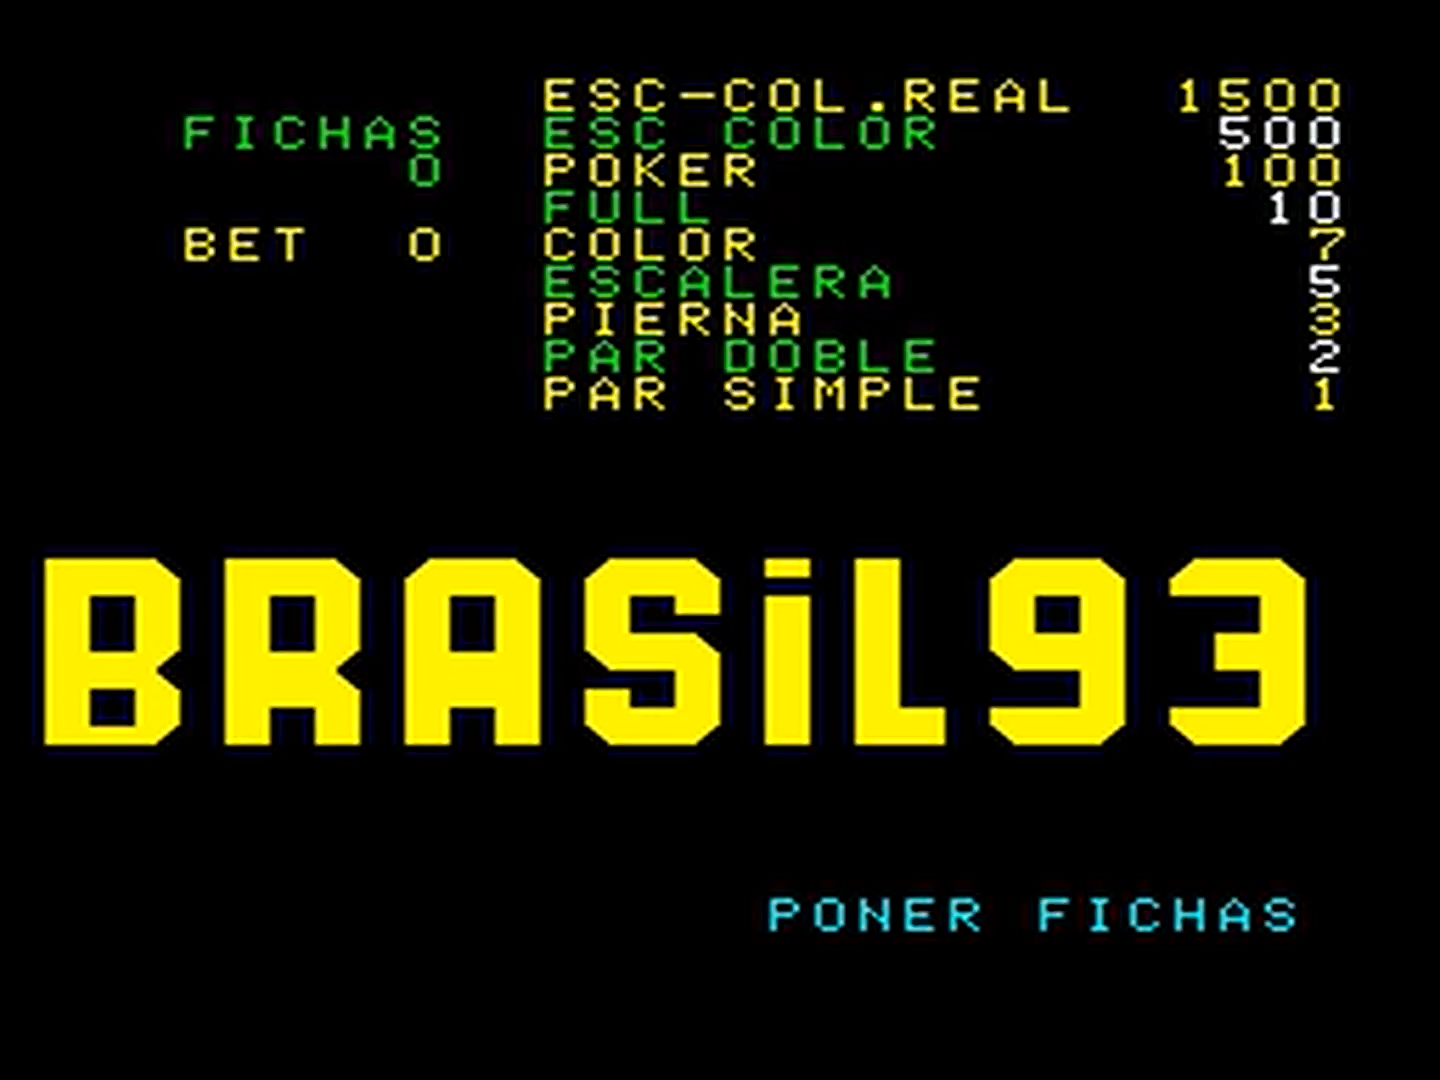 ESC-COL.REAL 1500
FICHAS ESC COLOR 500
0 POKER 100
FULL 10
BET 0 COLOR 7
ESCALERA 5
PIERNA 3
PAR DOBLE 2
PAR SIMPLE 1
BRASiL93
PONER FICHAS